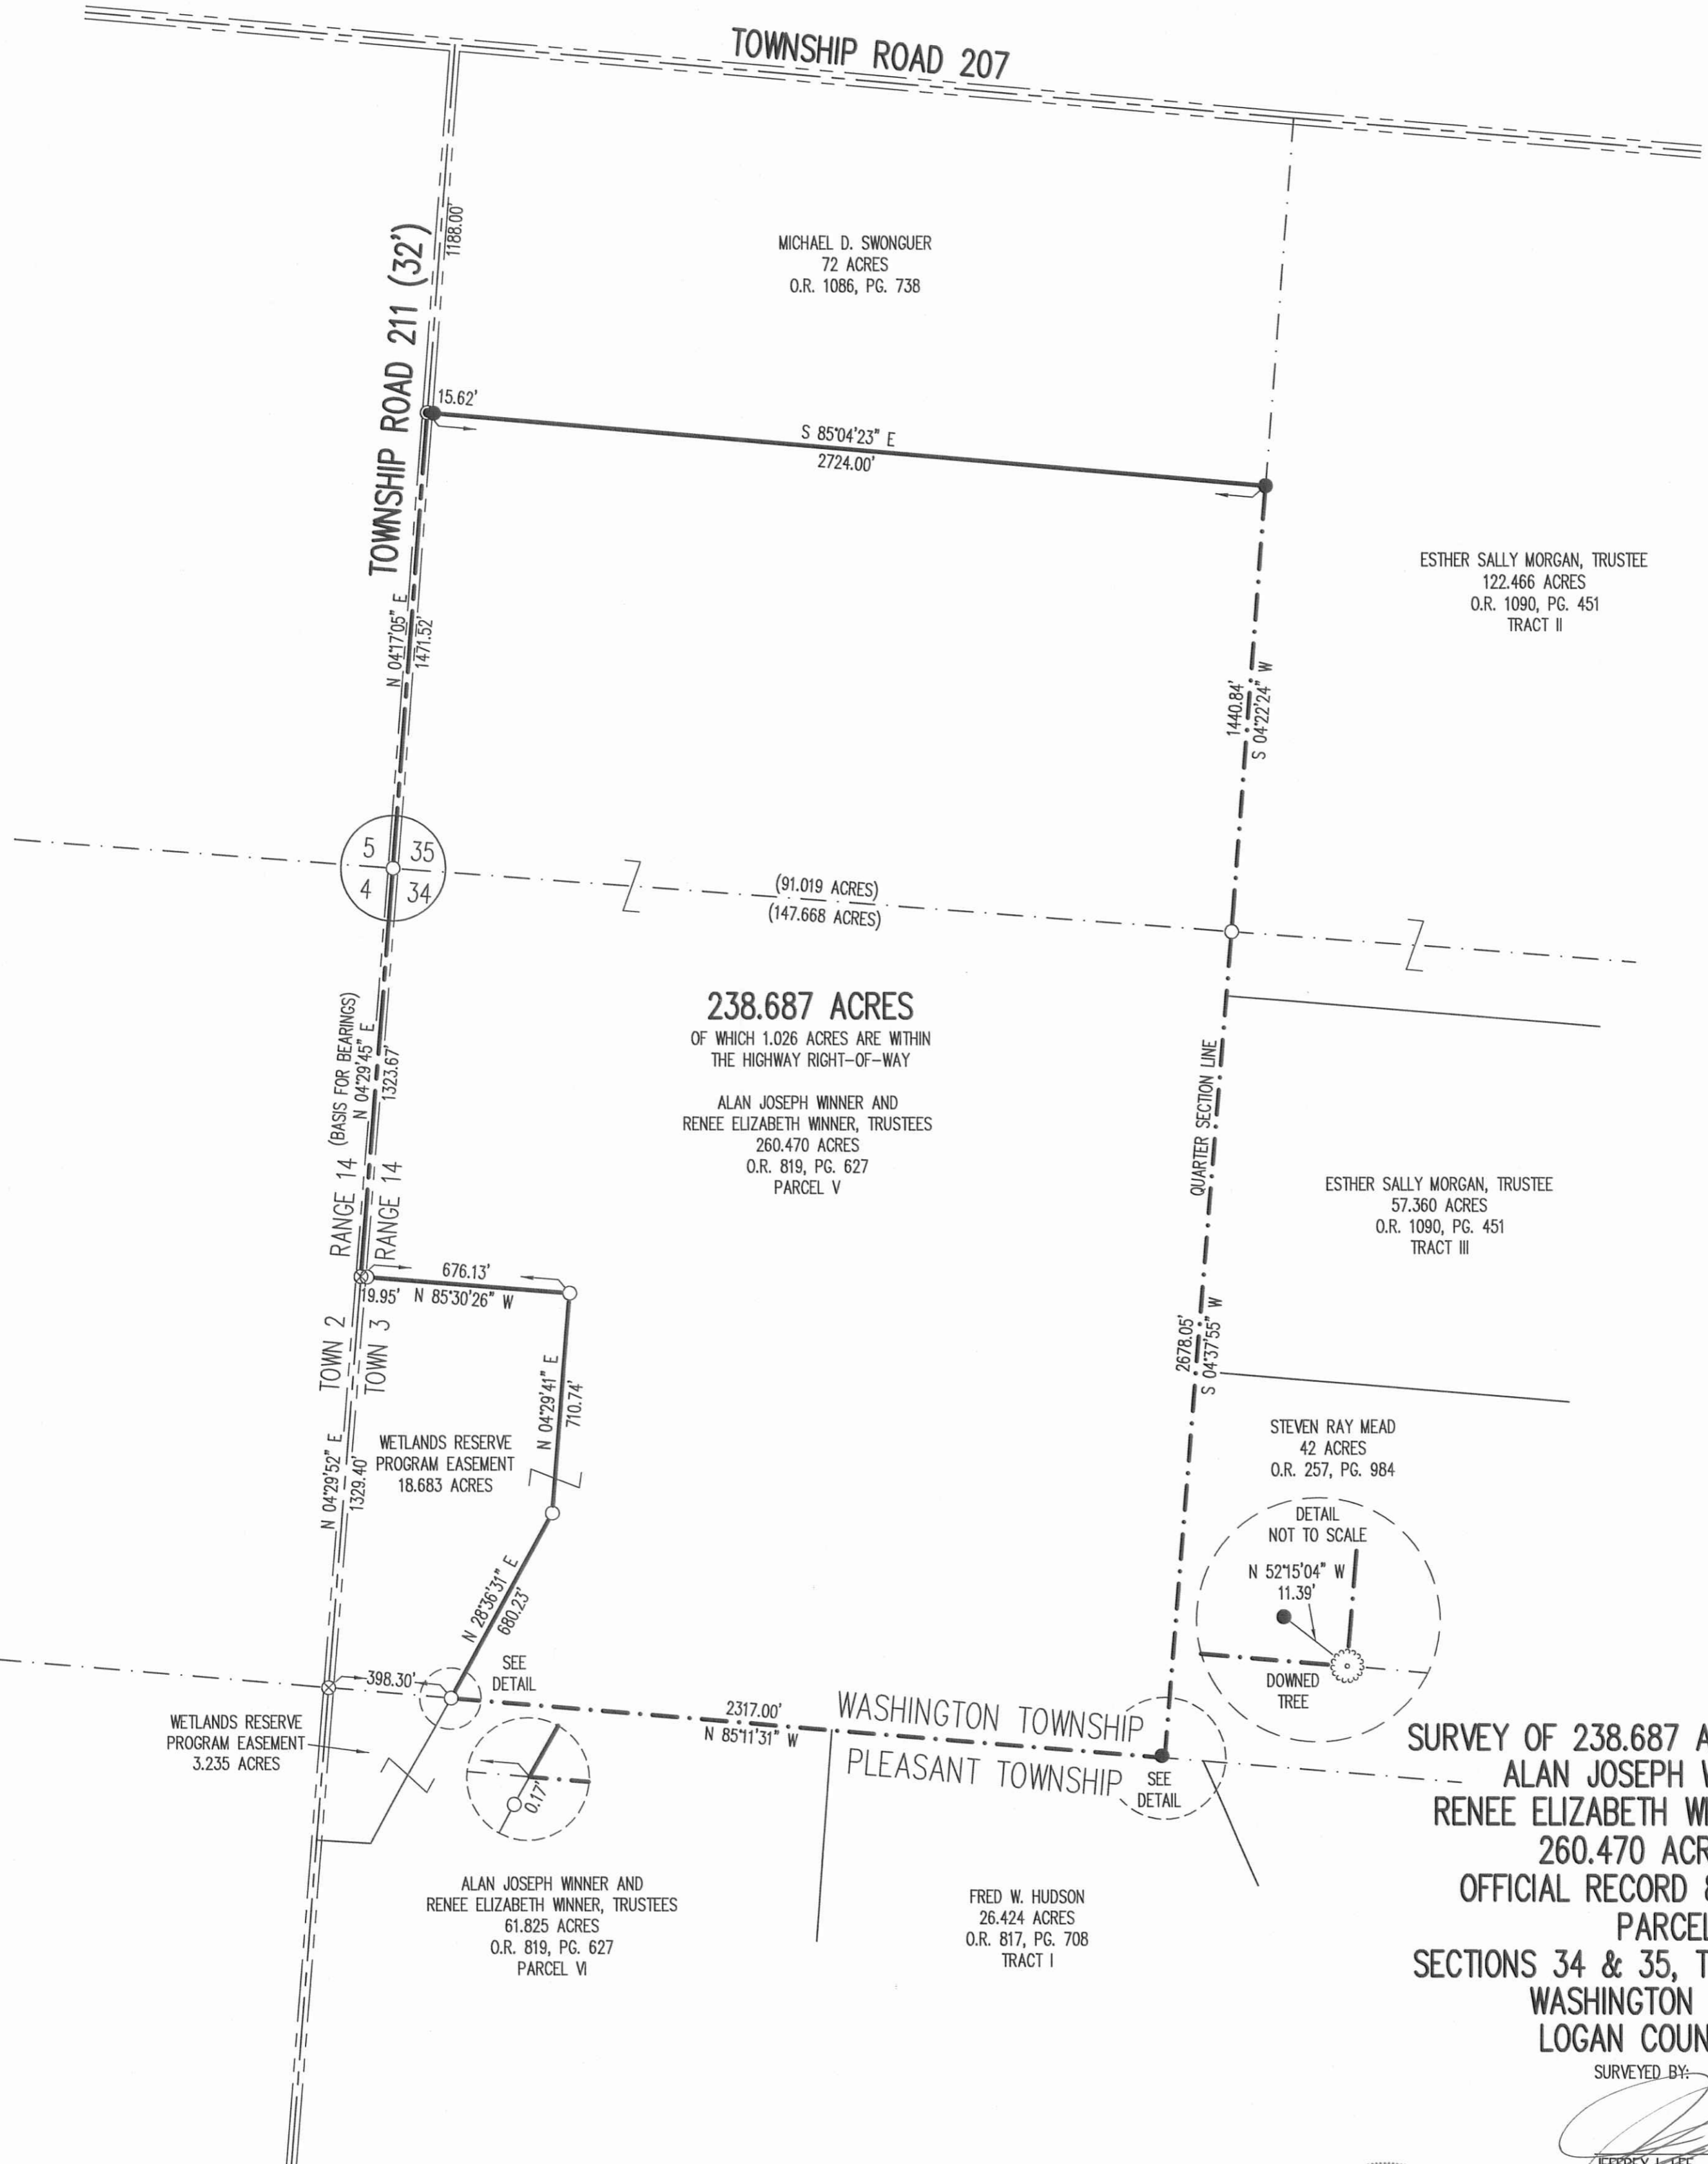 TOWNSHIP ROAD 207
1188.00'
TOWNSHIP ROAD 211 (32')
MICHAEL D. SWONGUER
72 ACRES
O.R. 1086, PG. 738
15.62'
S 85°04'23" E
2724.00'
N 04°17'05" E
1471.52'
ESTHER SALLY MORGAN, TRUSTEE
122.466 ACRES
O.R. 1090, PG. 451
TRACT II
1440.84'
S 04°22'24" W
5
35
4
34
(91.019 ACRES)
(147.668 ACRES)
238.687 ACRES
OF WHICH 1.026 ACRES ARE WITHIN
THE HIGHWAY RIGHT-OF-WAY
ALAN JOSEPH WINNER AND
RENEE ELIZABETH WINNER, TRUSTEES
260.470 ACRES
O.R. 819, PG. 627
PARCEL V
(BASIS FOR BEARINGS)
N 04°29'45" E
1323.67'
RANGE 14
RANGE 14
QUARTER SECTION LINE
ESTHER SALLY MORGAN, TRUSTEE
57.360 ACRES
O.R. 1090, PG. 451
TRACT III
676.13'
19.95'
N 85°30'26" W
TOWN 2
TOWN 3
N 04°29'41" E
710.74'
2678.05'
S 04°37'55" W
WETLANDS RESERVE
PROGRAM EASEMENT
18.683 ACRES
N 04°29'52" E
1329.40'
STEVEN RAY MEAD
42 ACRES
O.R. 257, PG. 984
DETAIL
NOT TO SCALE
N 52°15'04" W
11.39'
DOWNED
TREE
N 28°36'31" E
680.23'
SEE
DETAIL
398.30'
2317.00'
N 85°11'31" W
WASHINGTON TOWNSHIP
PLEASANT TOWNSHIP
SEE
DETAIL
WETLANDS RESERVE
PROGRAM EASEMENT
3.235 ACRES
0.17'
ALAN JOSEPH WINNER AND
RENEE ELIZABETH WINNER, TRUSTEES
61.825 ACRES
O.R. 819, PG. 627
PARCEL VI
FRED W. HUDSON
26.424 ACRES
O.R. 817, PG. 708
TRACT I
SURVEY OF 238.687 A
ALAN JOSEPH
RENEE ELIZABETH WI
260.470 ACR
OFFICIAL RECORD
PARCEL
SECTIONS 34 & 35, T
WASHINGTON
LOGAN COUN
SURVEYED BY: